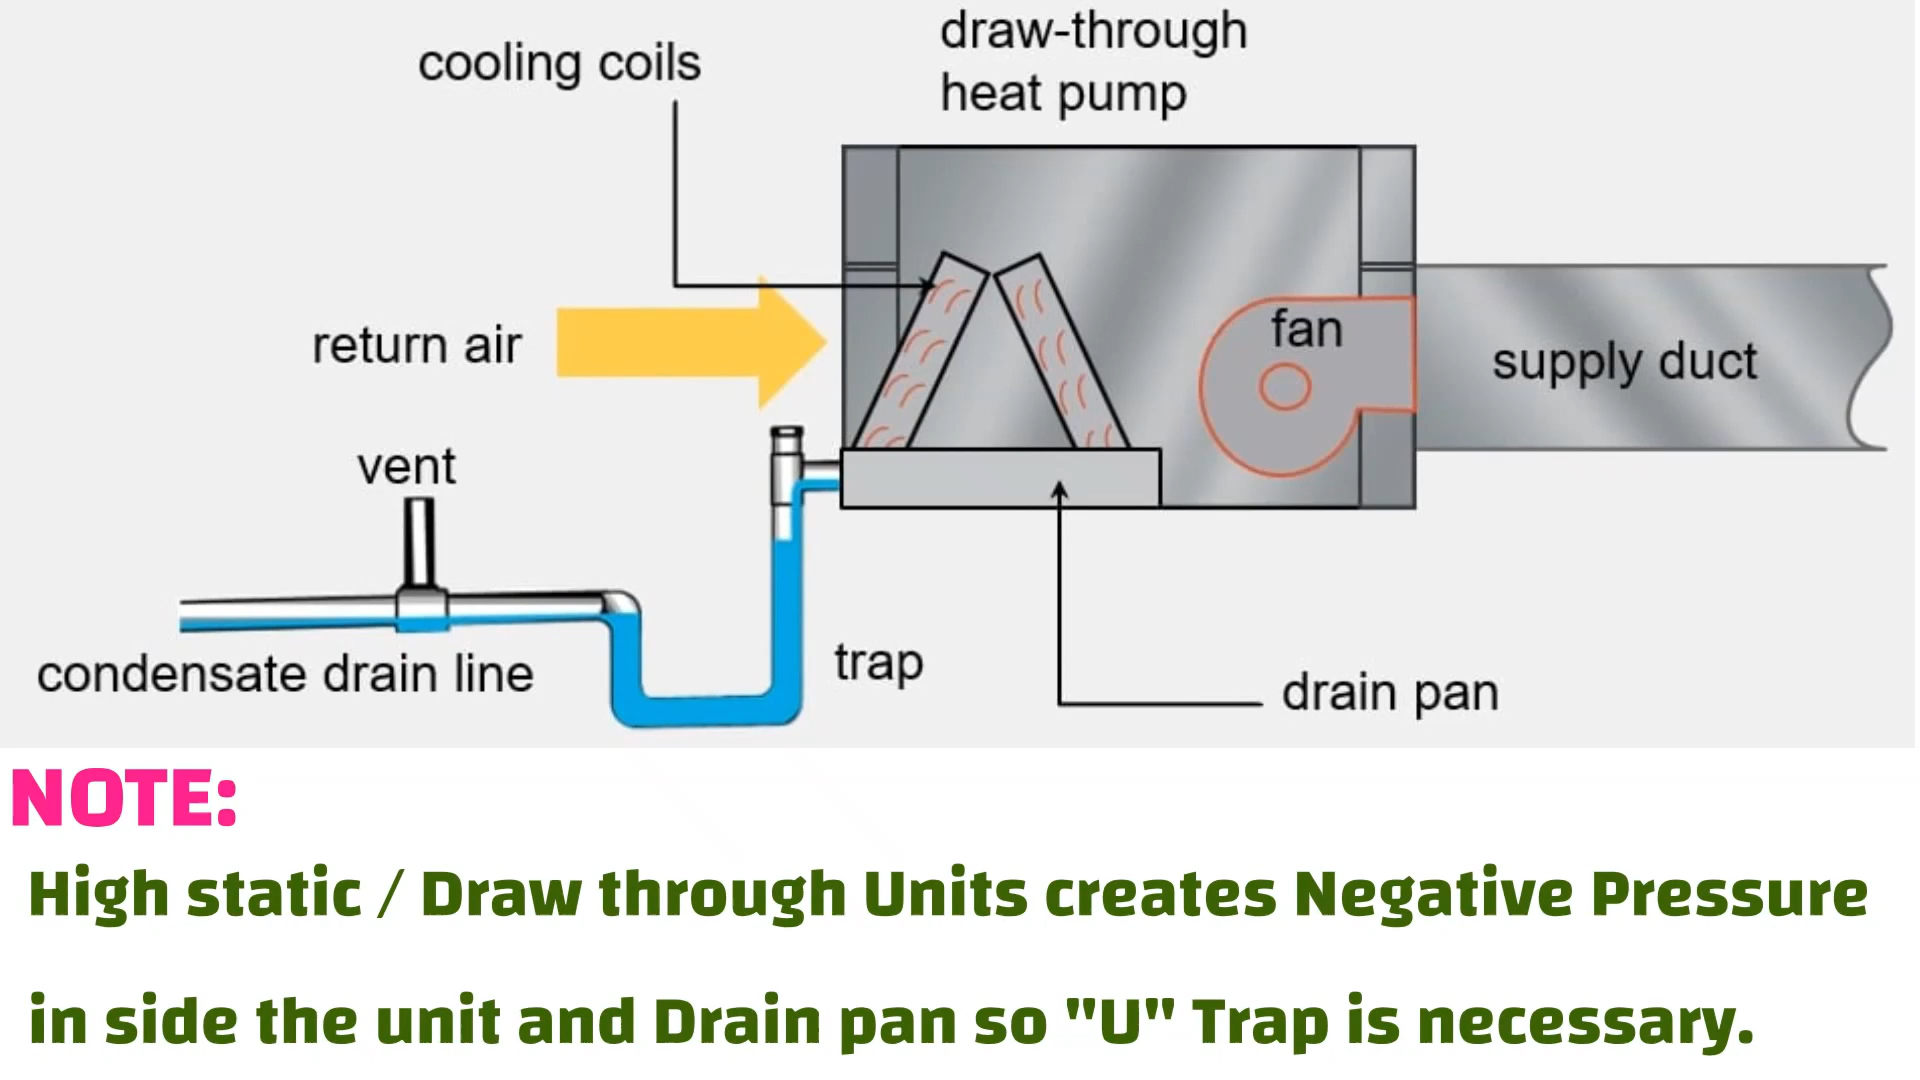 draw-through
heat pump
cooling coils
return air
fan
supply duct
vent
condensate drain line
trap
drain pan
NOTE:
High static / Draw through Units creates Negative Pressure
in side the unit and Drain pan so "U" Trap is necessary.